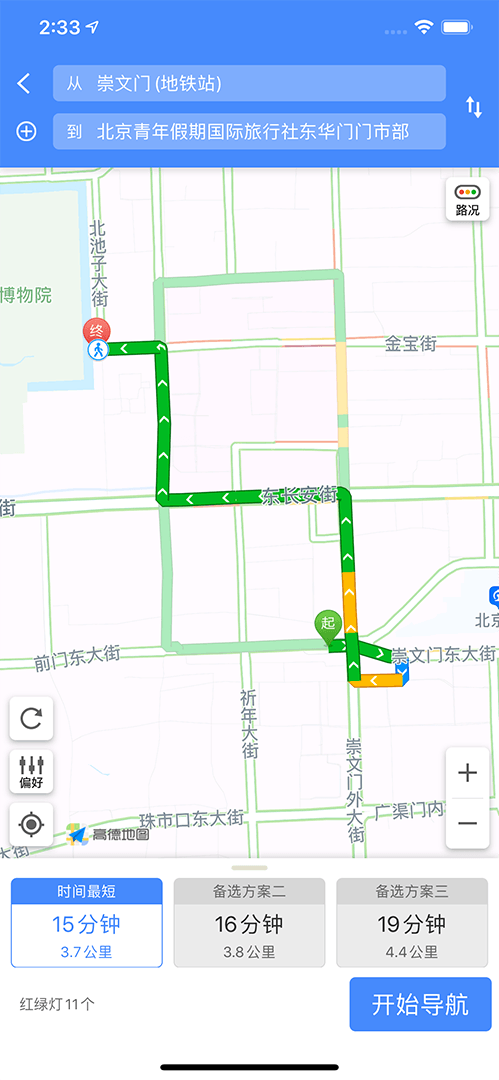 2:33
从 崇文门(地铁站)
到 北京青年假期国际旅行社东华门门市部
路况
北池子大街
博物院
终
金宝街
街
东长安街
北京
起
崇文门东大街
前门东大街
祈年大街
崇文门外大街
偏好
广渠门内
珠市口东大街
高德地图
大街
时间最短
备选方案二
备选方案三
15分钟
16分钟
19分钟
3.7公里
3.8公里
4.4公里
红绿灯11个
开始导航